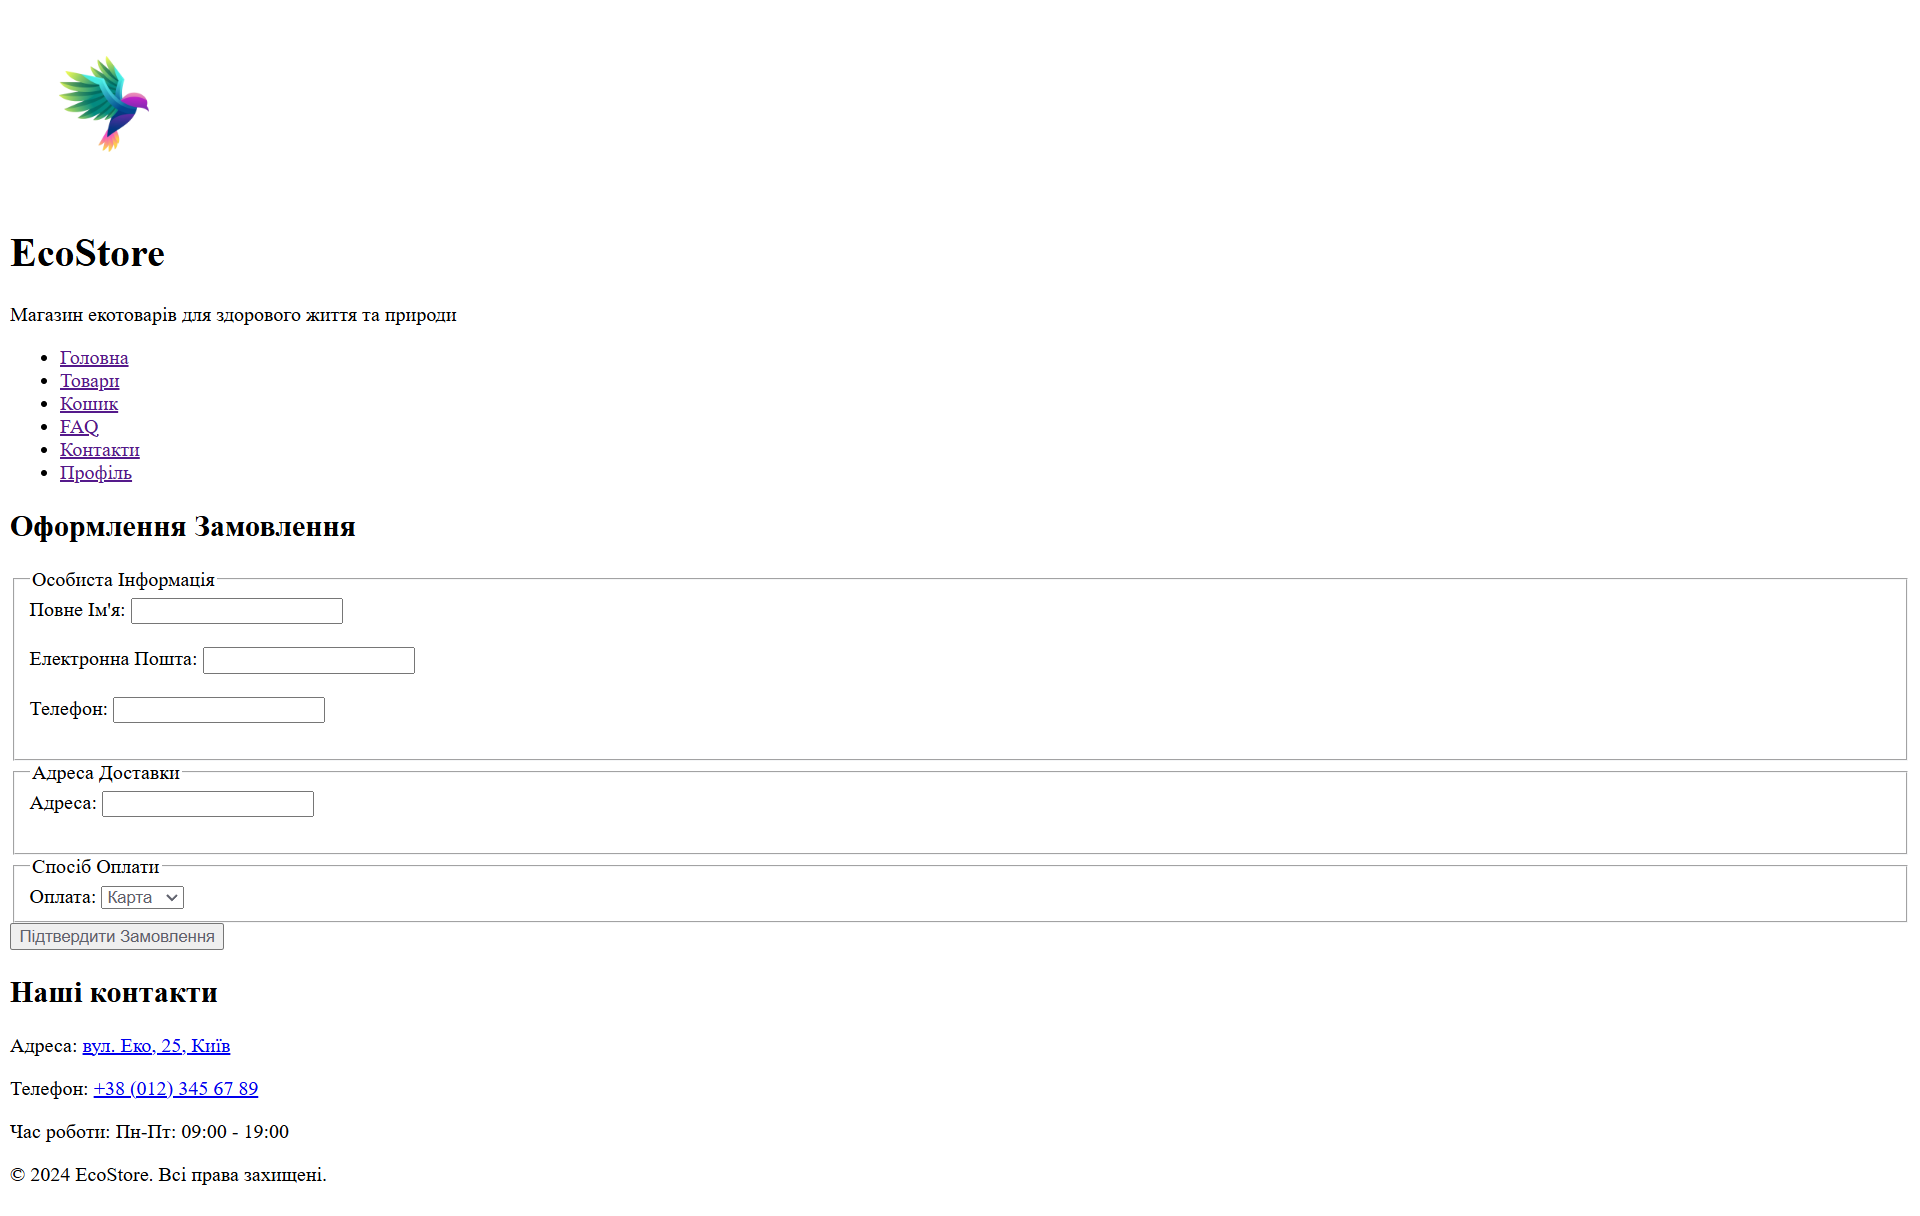 EcoStore
Магазин екотоварів для здорового життя та природи
Головна
Товари
Кошик
FAQ
Контакти
Профіль
Оформлення Замовлення
Особиста Інформація
Повне Ім'я:
Електронна Пошта:
Телефон:
Адреса Доставки
Адреса:
Спосіб Оплати
Оплата: Карта
Підтвердити Замовлення
Наші контакти
Адреса: вул. Еко, 25, Київ
Телефон: +38 (012) 345 67 89
Час роботи: Пн-Пт: 09:00 - 19:00
© 2024 EcoStore. Всі права захищені.